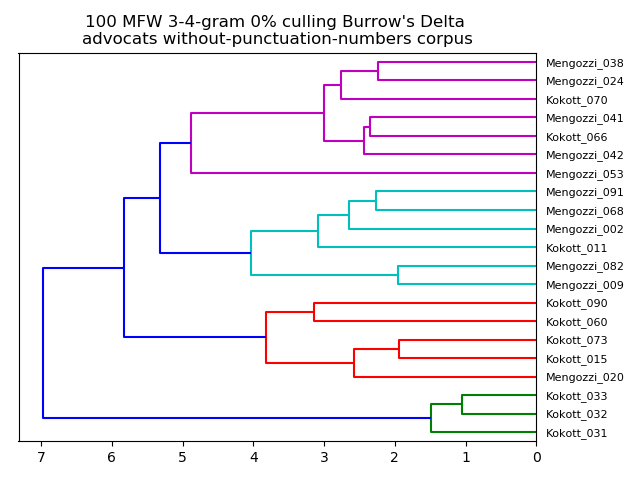 100 MFW 3-4-gram 0% culling Burrow's Delta
advocats without-punctuation-numbers corpus
Mengozzi_038
Mengozzi_024
Kokott_070
Mengozzi_041
Kokott_066
Mengozzi_042
Mengozzi_053
Mengozzi_091
Mengozzi_068
Mengozzi_002
Kokott_011
Mengozzi_082
Mengozzi_009
Kokott_090
Kokott_060
Kokott_073
Kokott_015
Mengozzi_020
Kokott_033
Kokott_032
Kokott_031
7 6 5 4 3 2 1 0